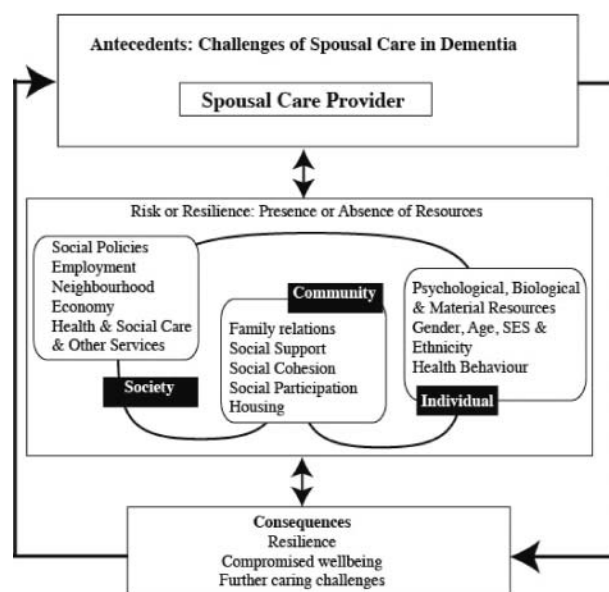 Antecedents: Challenges of Spousal Care in Dementia
Spousal Care Provider
Risk or Resilience: Presence or Absence of Resources
Social Policies
Employment
Neighbourhood
Economy
Health & Social Care
& Other Services
Society
Community
Family relations
Social Support
Social Cohesion
Social Participation
Housing
Psychological, Biological
& Material Resources
Gender, Age, SES &
Ethnicity
Health Behaviour
Individual
Consequences
Resilience
Compromised wellbeing
Further caring challenges